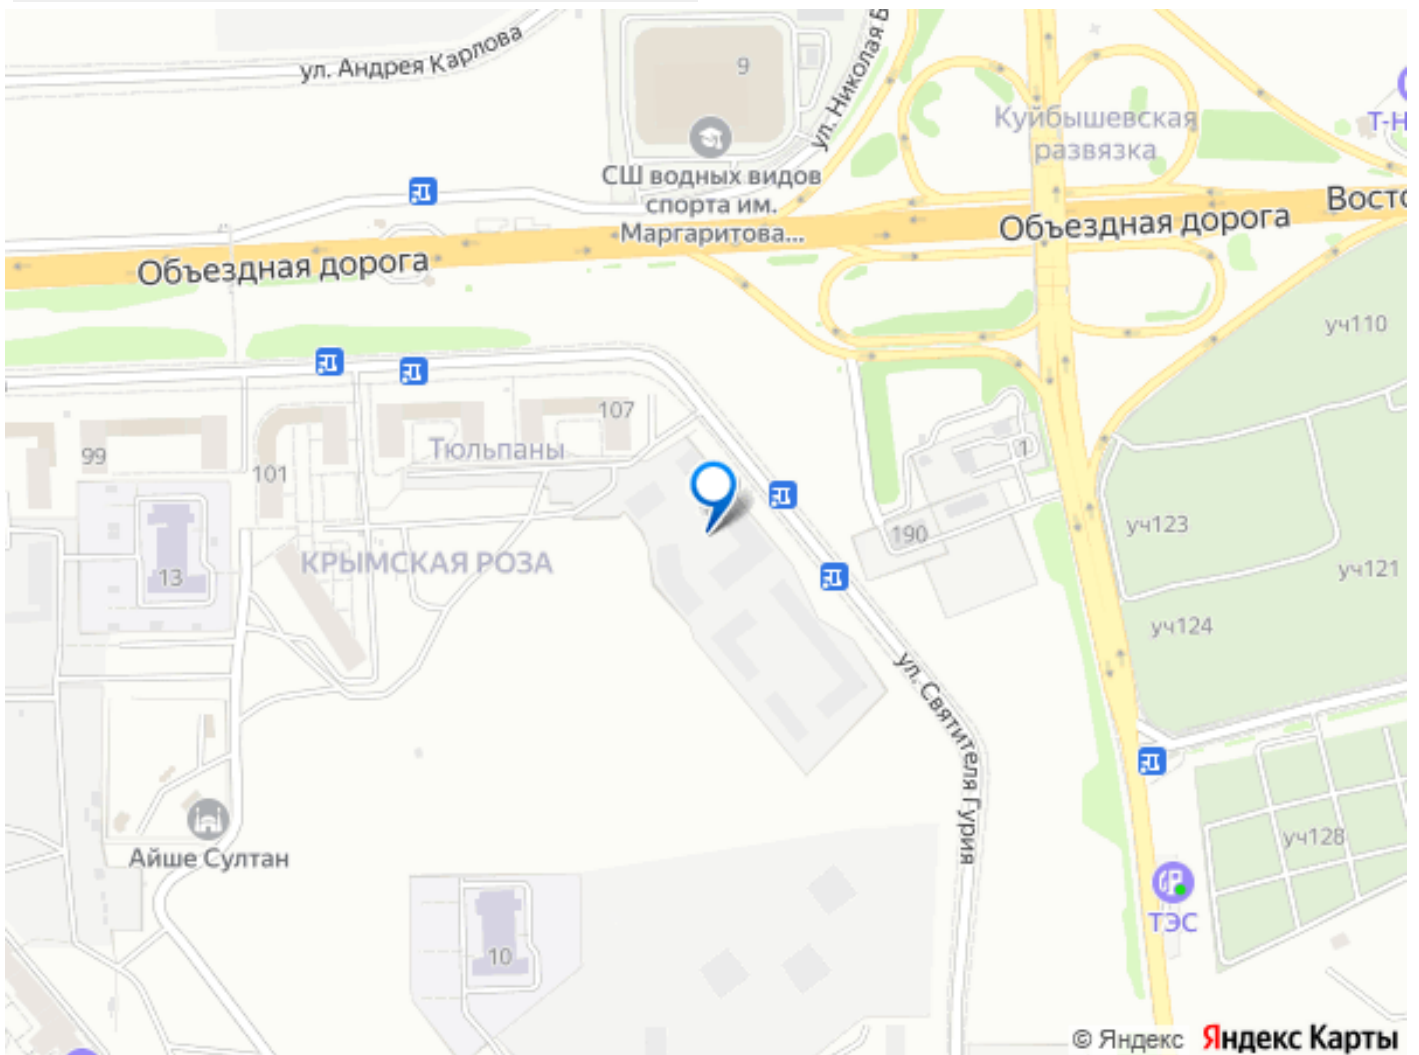 ул. Андрея Карлова
9
ул. Николая Б
Куйбышевская
развязка
Т-Н
СШ водных видов
спорта им.
Маргаритова...
Восто
Объездная дорога
Объездная дорога
уч110
107
Тюльпаны
99
101
190
1
уч123
КРЫМСКАЯ РОЗА
13
уч121
уч124
ул. Святителя Гурия
Айше Султан
уч128
ТЭС
10
© Яндекс Яндекс Карты